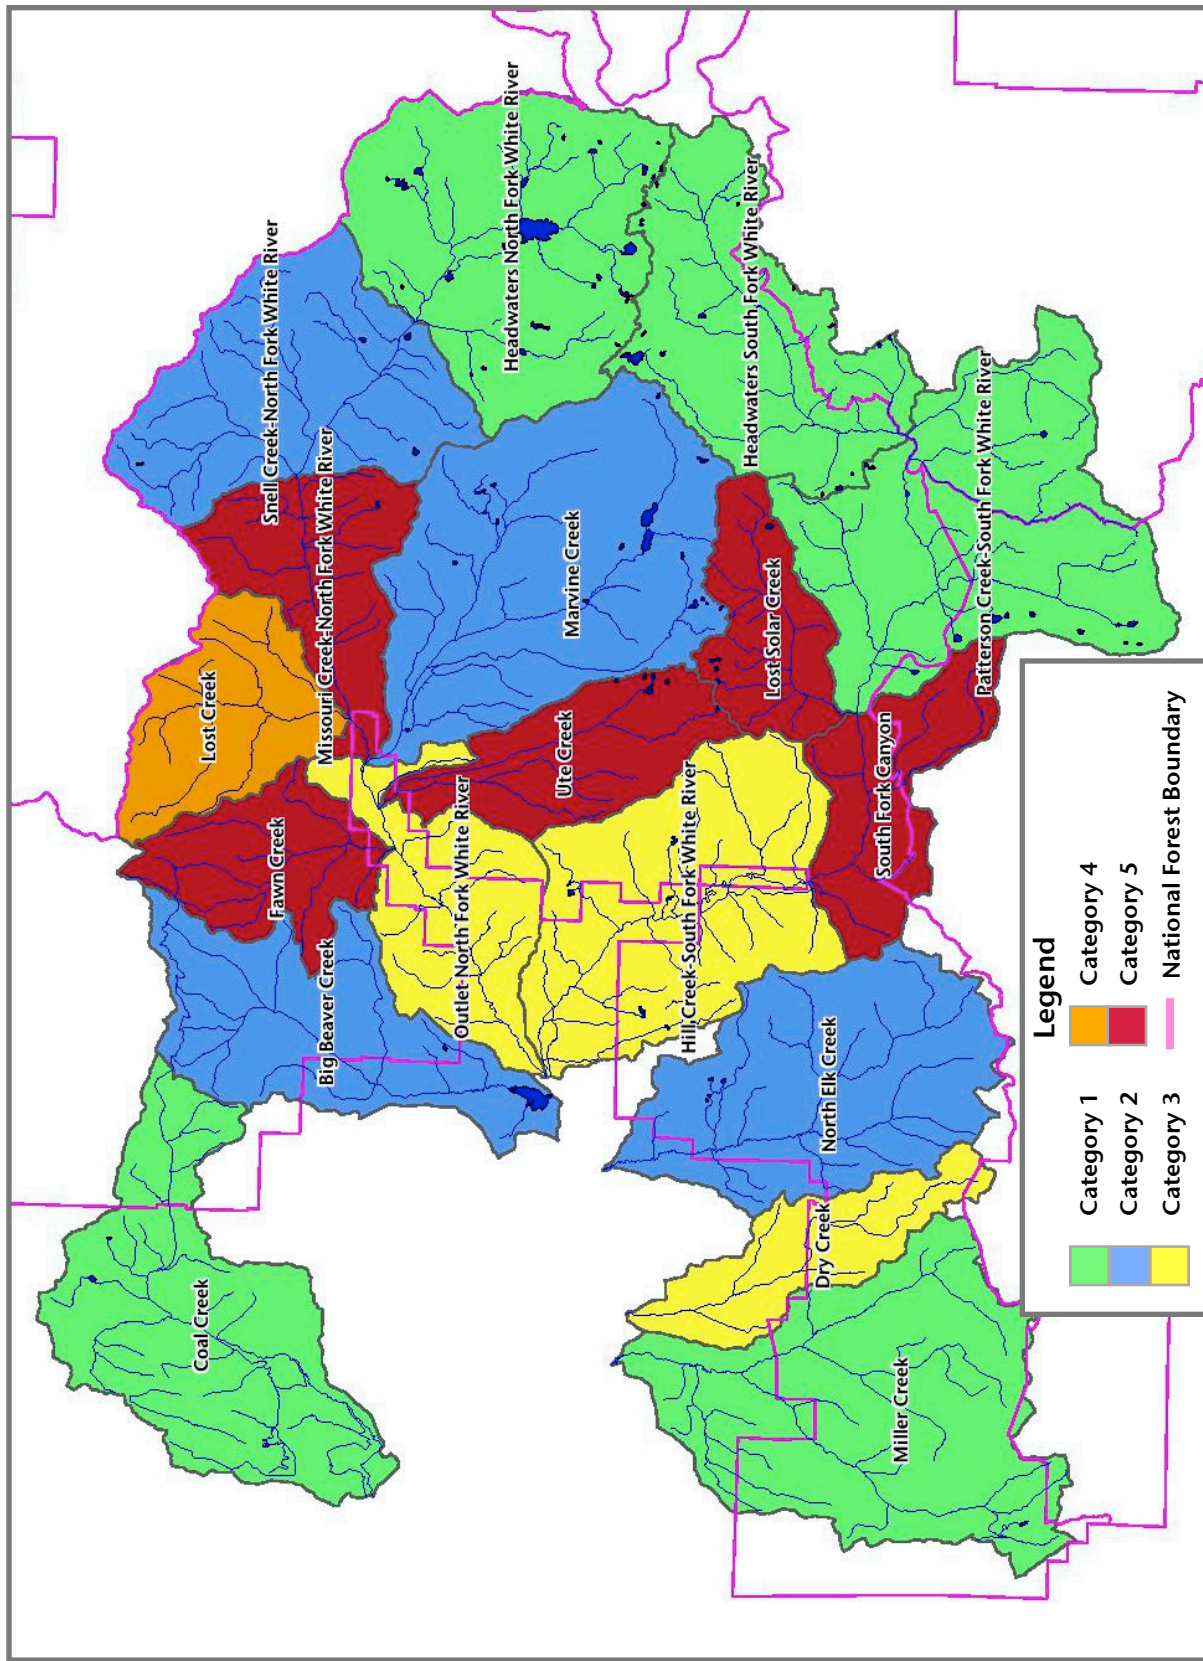 Coal Creek
Lost Creek
Snell Creek-North Fork White River
Fawn Creek
Big Beaver Creek
Missouri Creek-North Fork White River
Outlet-North Fork White River
Headwaters North Fork White River
Ute Creek
Marvine Creek
Hill Creek-South Fork White River
Lost Solar Creek
Headwaters South Fork White River
Dry Creek
North Elk Creek
South Fork Canyon
Miller Creek
Patterson Creek-South Fork White River
Legend
Category 1
Category 2
Category 3
Category 4
Category 5
National Forest Boundary